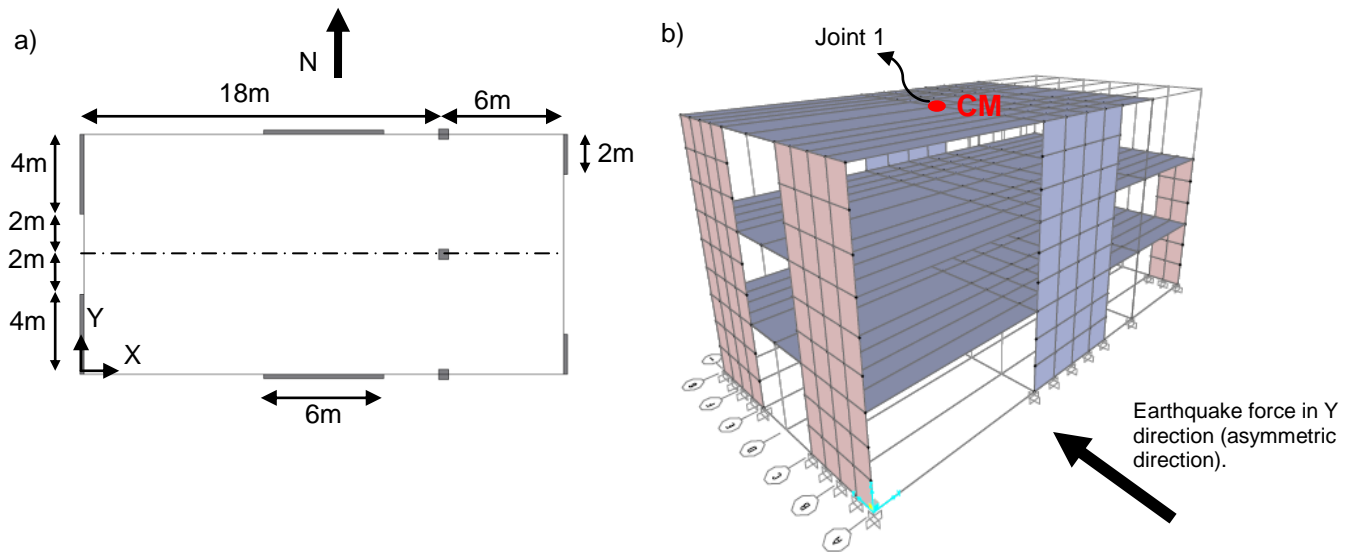 a)
N
18m
6m
4m
2m
2m
2m
4m
Y
X
6m
b)
Joint 1
CM
Earthquake force in Y
direction (asymmetric
direction).
D
C
B
A